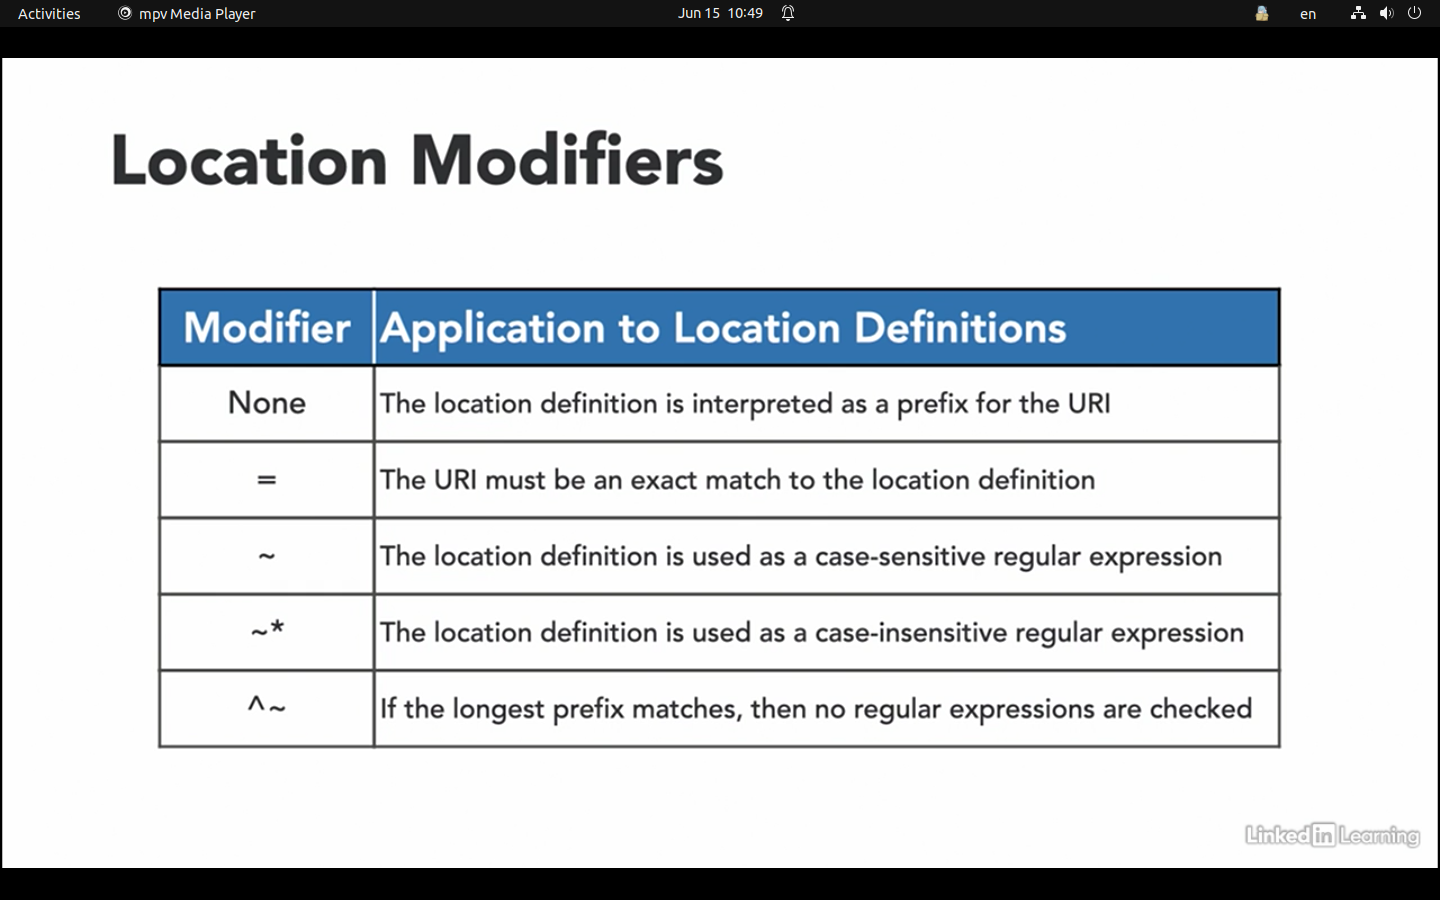 Activities mpv Media Player Jun 15 10:49 en
Location Modifiers
Modifier Application to Location Definitions
None The location definition is interpreted as a prefix for the URI
= The URI must be an exact match to the location definition
~ The location definition is used as a case-sensitive regular expression
~* The location definition is used as a case-insensitive regular expression
^~ If the longest prefix matches, then no regular expressions are checked
Linked in Learning